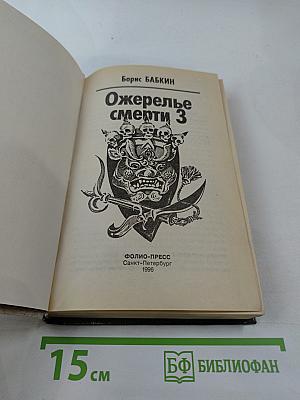 Борис БАБКИН
Ожерелье
смерти 3
ФОЛИО-ПРЕСС
Санкт-Петербург
1996
15 см
БФ БИБЛИОФАН